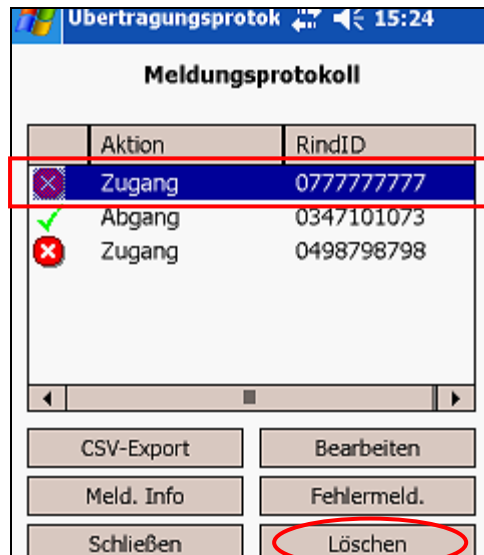 Übertragungsprotok 15:24
Meldungsprotokoll
Aktion RindID
Zugang 0777777777
Abgang 0347101073
Zugang 0498798798
CSV-Export Bearbeiten
Meld. Info Fehlermeld.
Schließen Löschen